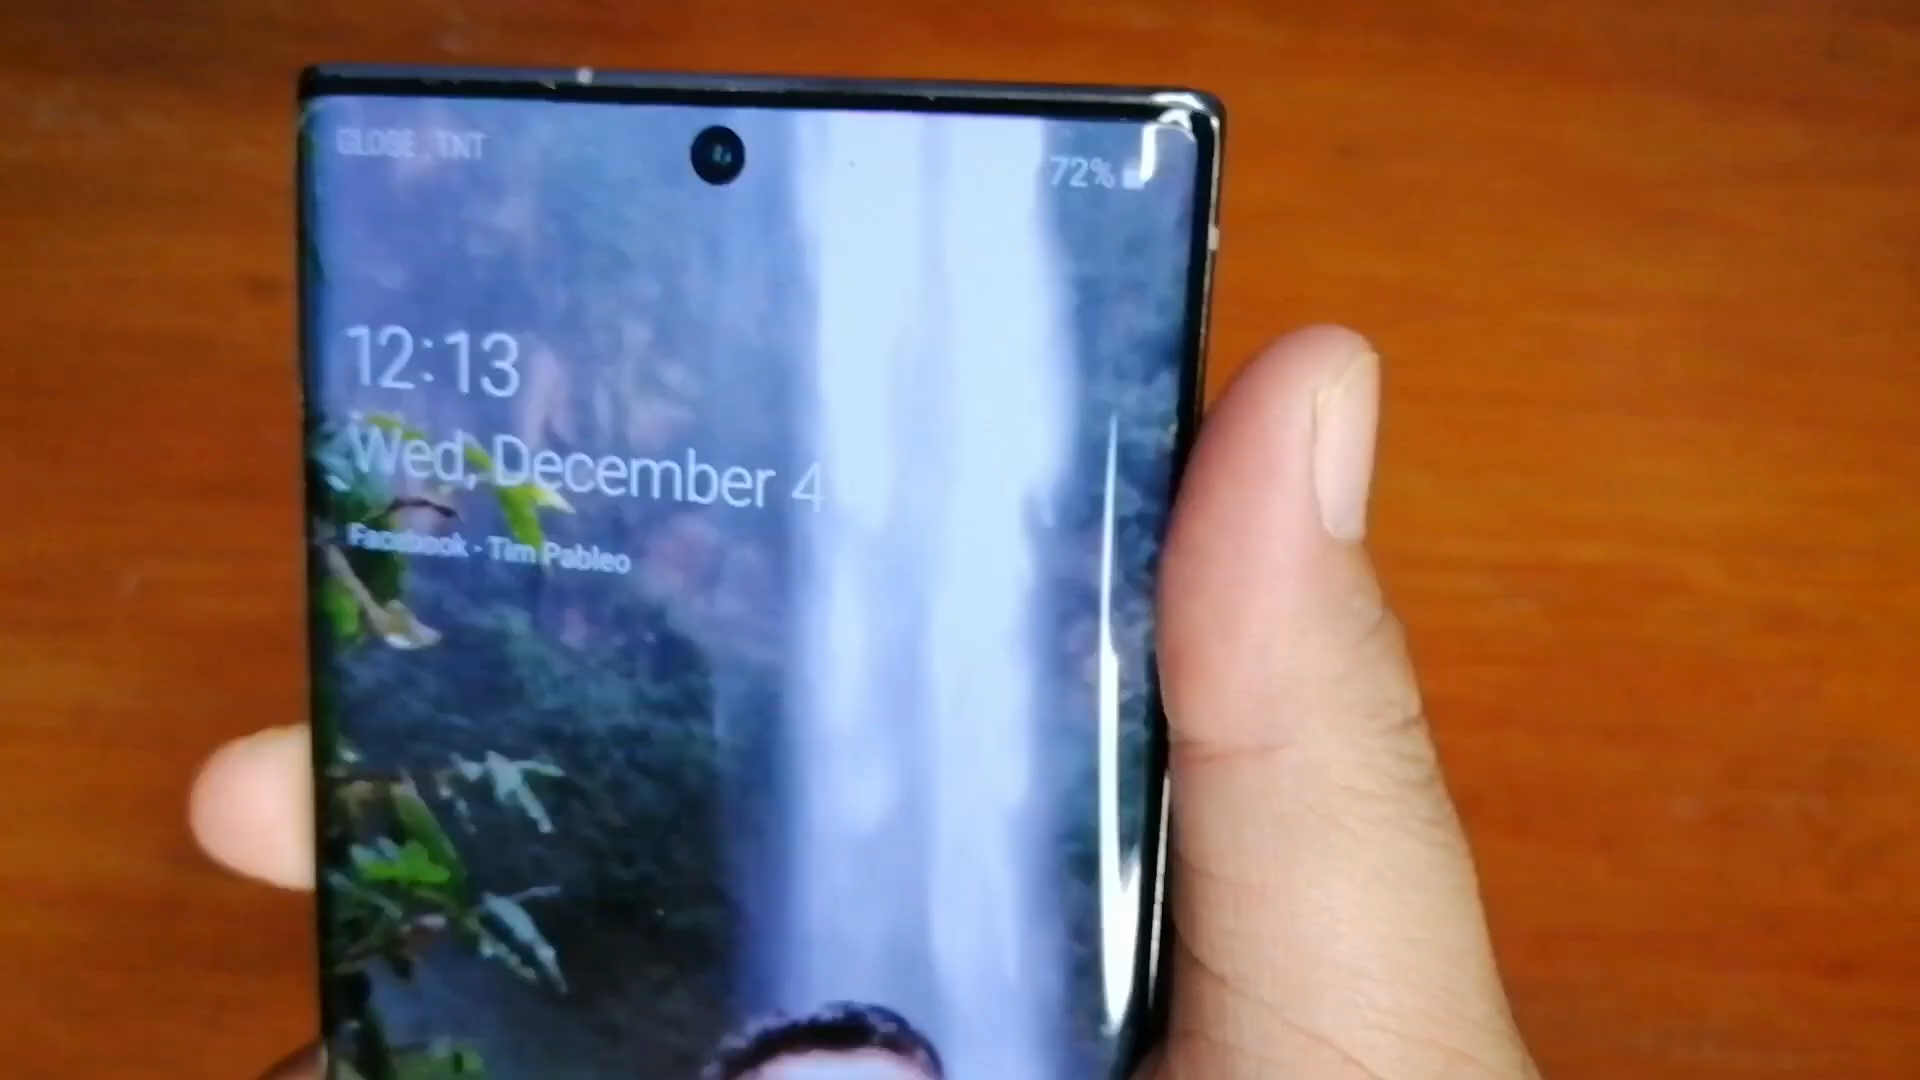 GLOBE, TNT
72%
12:13
Wed, December 4
Facebook - Tim Pableo